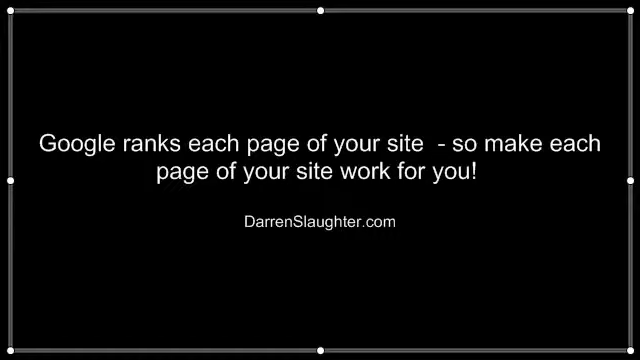 Google ranks each page of your site  - so make each
page of your site work for you!
DarrenSlaughter.com